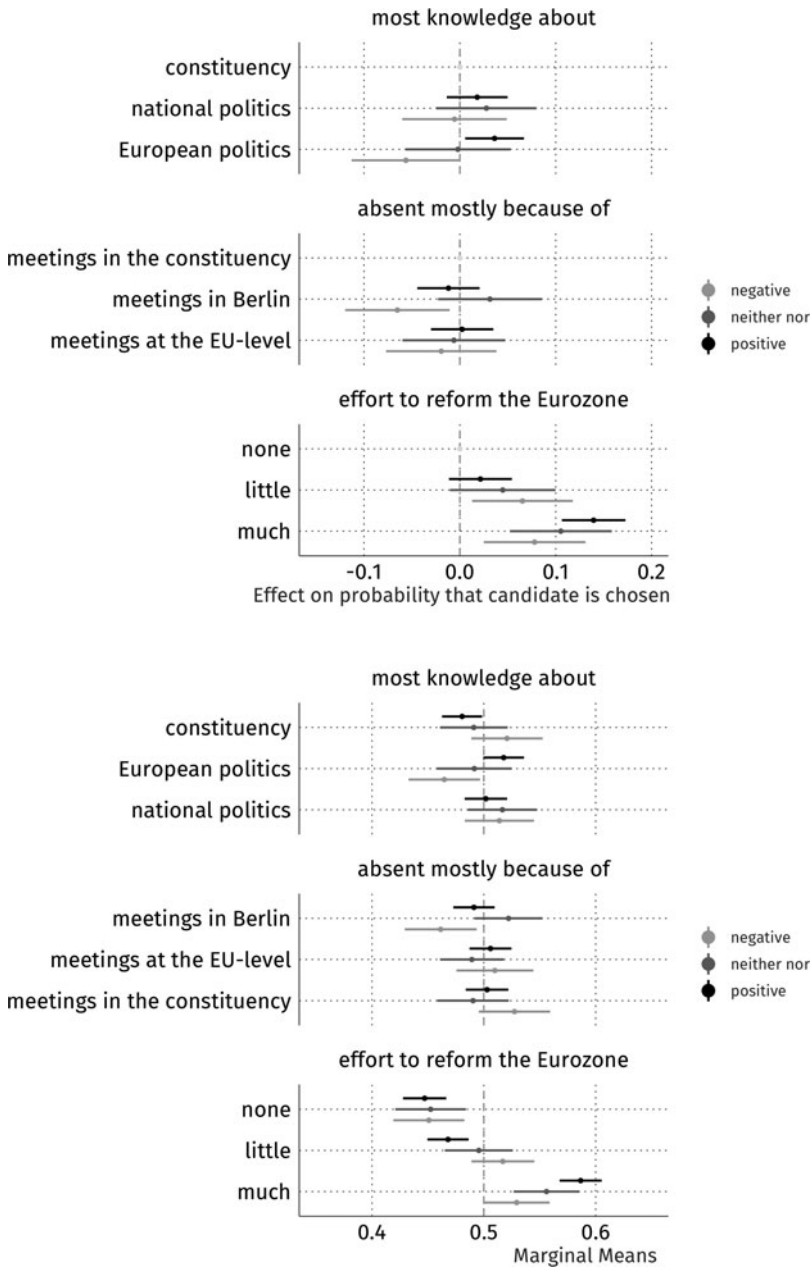 most knowledge about
constituency
national politics
European politics
absent mostly because of
meetings in the constituency
meetings in Berlin
meetings at the EU-level
negative
neither nor
positive
effort to reform the Eurozone
none
little
much
-0.1 0.0 0.1 0.2
Effect on probability that candidate is chosen
most knowledge about
constituency
European politics
national politics
absent mostly because of
meetings in Berlin
meetings at the EU-level
meetings in the constituency
negative
neither nor
positive
effort to reform the Eurozone
none
little
much
0.4 0.5 0.6
Marginal Means